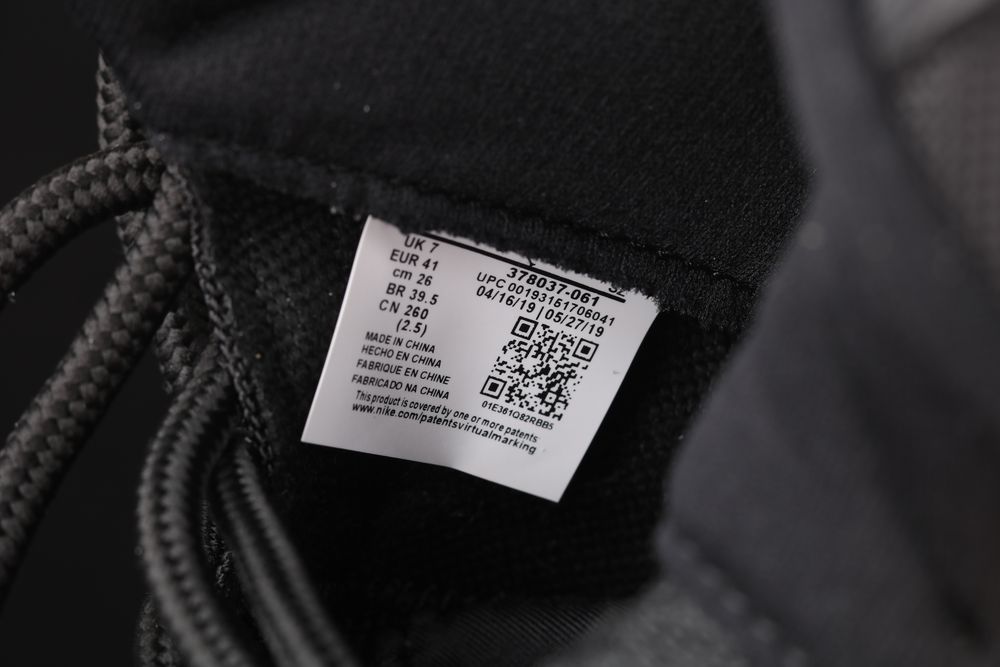 UK 7
EUR 41
cm 26
BR 39.5
CN 260
(2.5)
MADE IN CHINA
HECHO EN CHINA
FABRIQUE EN CHINE
FABRICADO NA CHINA
This product is covered by one or more patents
www.nike.com/patentsvirtualmarking
378037-061
UPC 00193151706041
04/16/19 | 05/27/19
01E361Q82RBB5